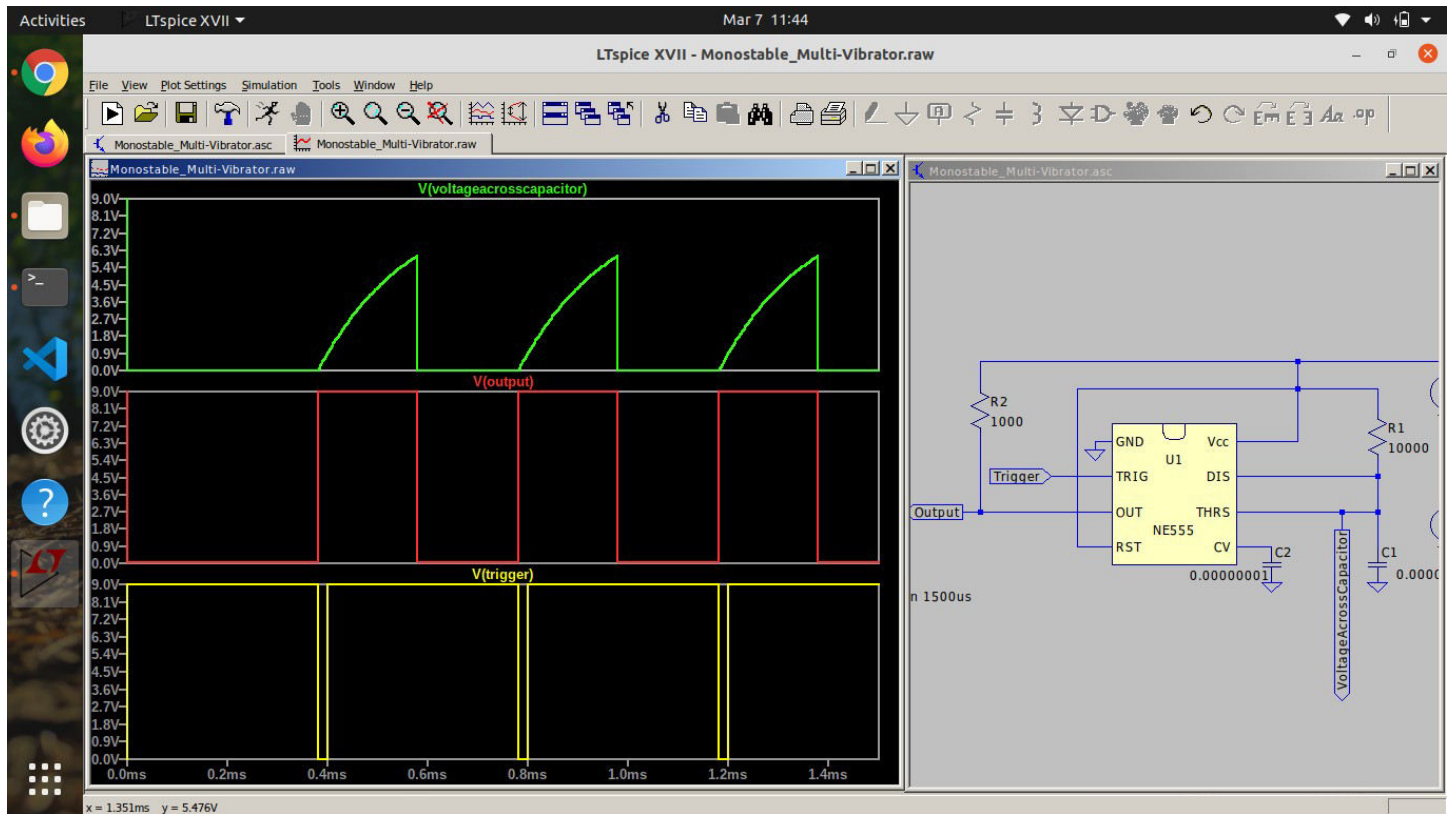 Activities
LTspice XVII
Mar 7 11:44
LTspice XVII - Monostable_Multi-Vibrator.raw
File View Plot Settings Simulation Tools Window Help
Aa .op
Monostable_Multi-Vibrator.asc
Monostable_Multi-Vibrator.raw
Monostable_Multi-Vibrator.raw
V(voltageacrosscapacitor)
9.0V
8.1V
7.2V
6.3V
5.4V
4.5V
3.6V
2.7V
1.8V
0.9V
0.0V
V(output)
9.0V
8.1V
7.2V
6.3V
5.4V
4.5V
3.6V
2.7V
1.8V
0.9V
0.0V
V(trigger)
9.0V
8.1V
7.2V
6.3V
5.4V
4.5V
3.6V
2.7V
1.8V
0.9V
0.0V
0.0ms 0.2ms 0.4ms 0.6ms 0.8ms 1.0ms 1.2ms 1.4ms
Monostable_Multi-Vibrator.asc
R2
1000
R1
10000
GND Vcc
U1
Trigger
TRIG DIS
Output
OUT THRS
NE555
RST CV
C2
0.00000001
C1
0.0000
VoltageAcrossCapacitor
n 1500us
x = 1.351ms y = 5.476V